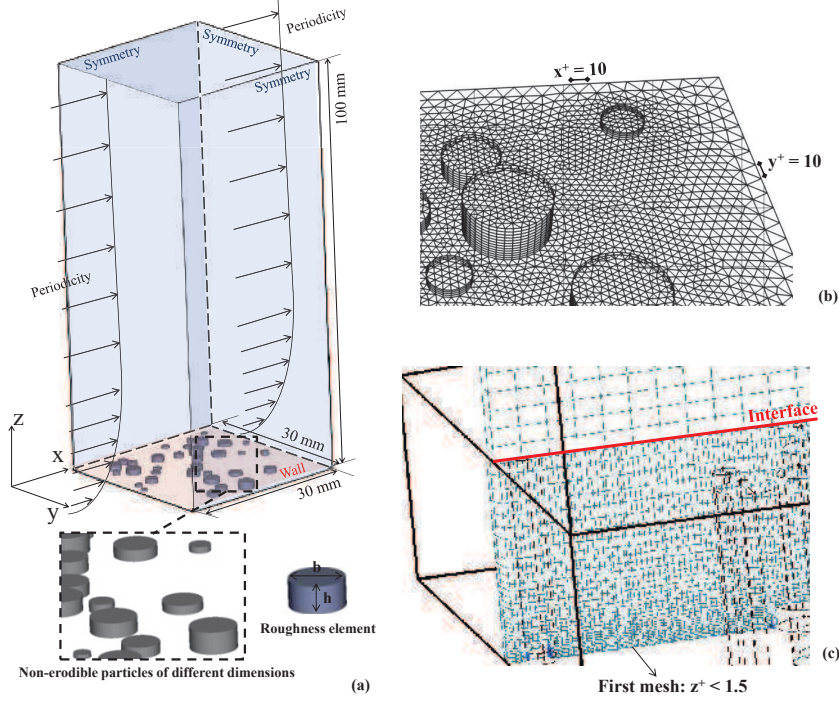 Periodicity
Symmetry
Symmetry
Symmetry
100 mm
Periodicity
z
x
y
30 mm
Wall
30 mm
b
h
Roughness element
Non-erodible particles of different dimensions
(a)
x⁺ = 10
y⁺ = 10
(b)
Interface
(c)
First mesh: z⁺ < 1.5